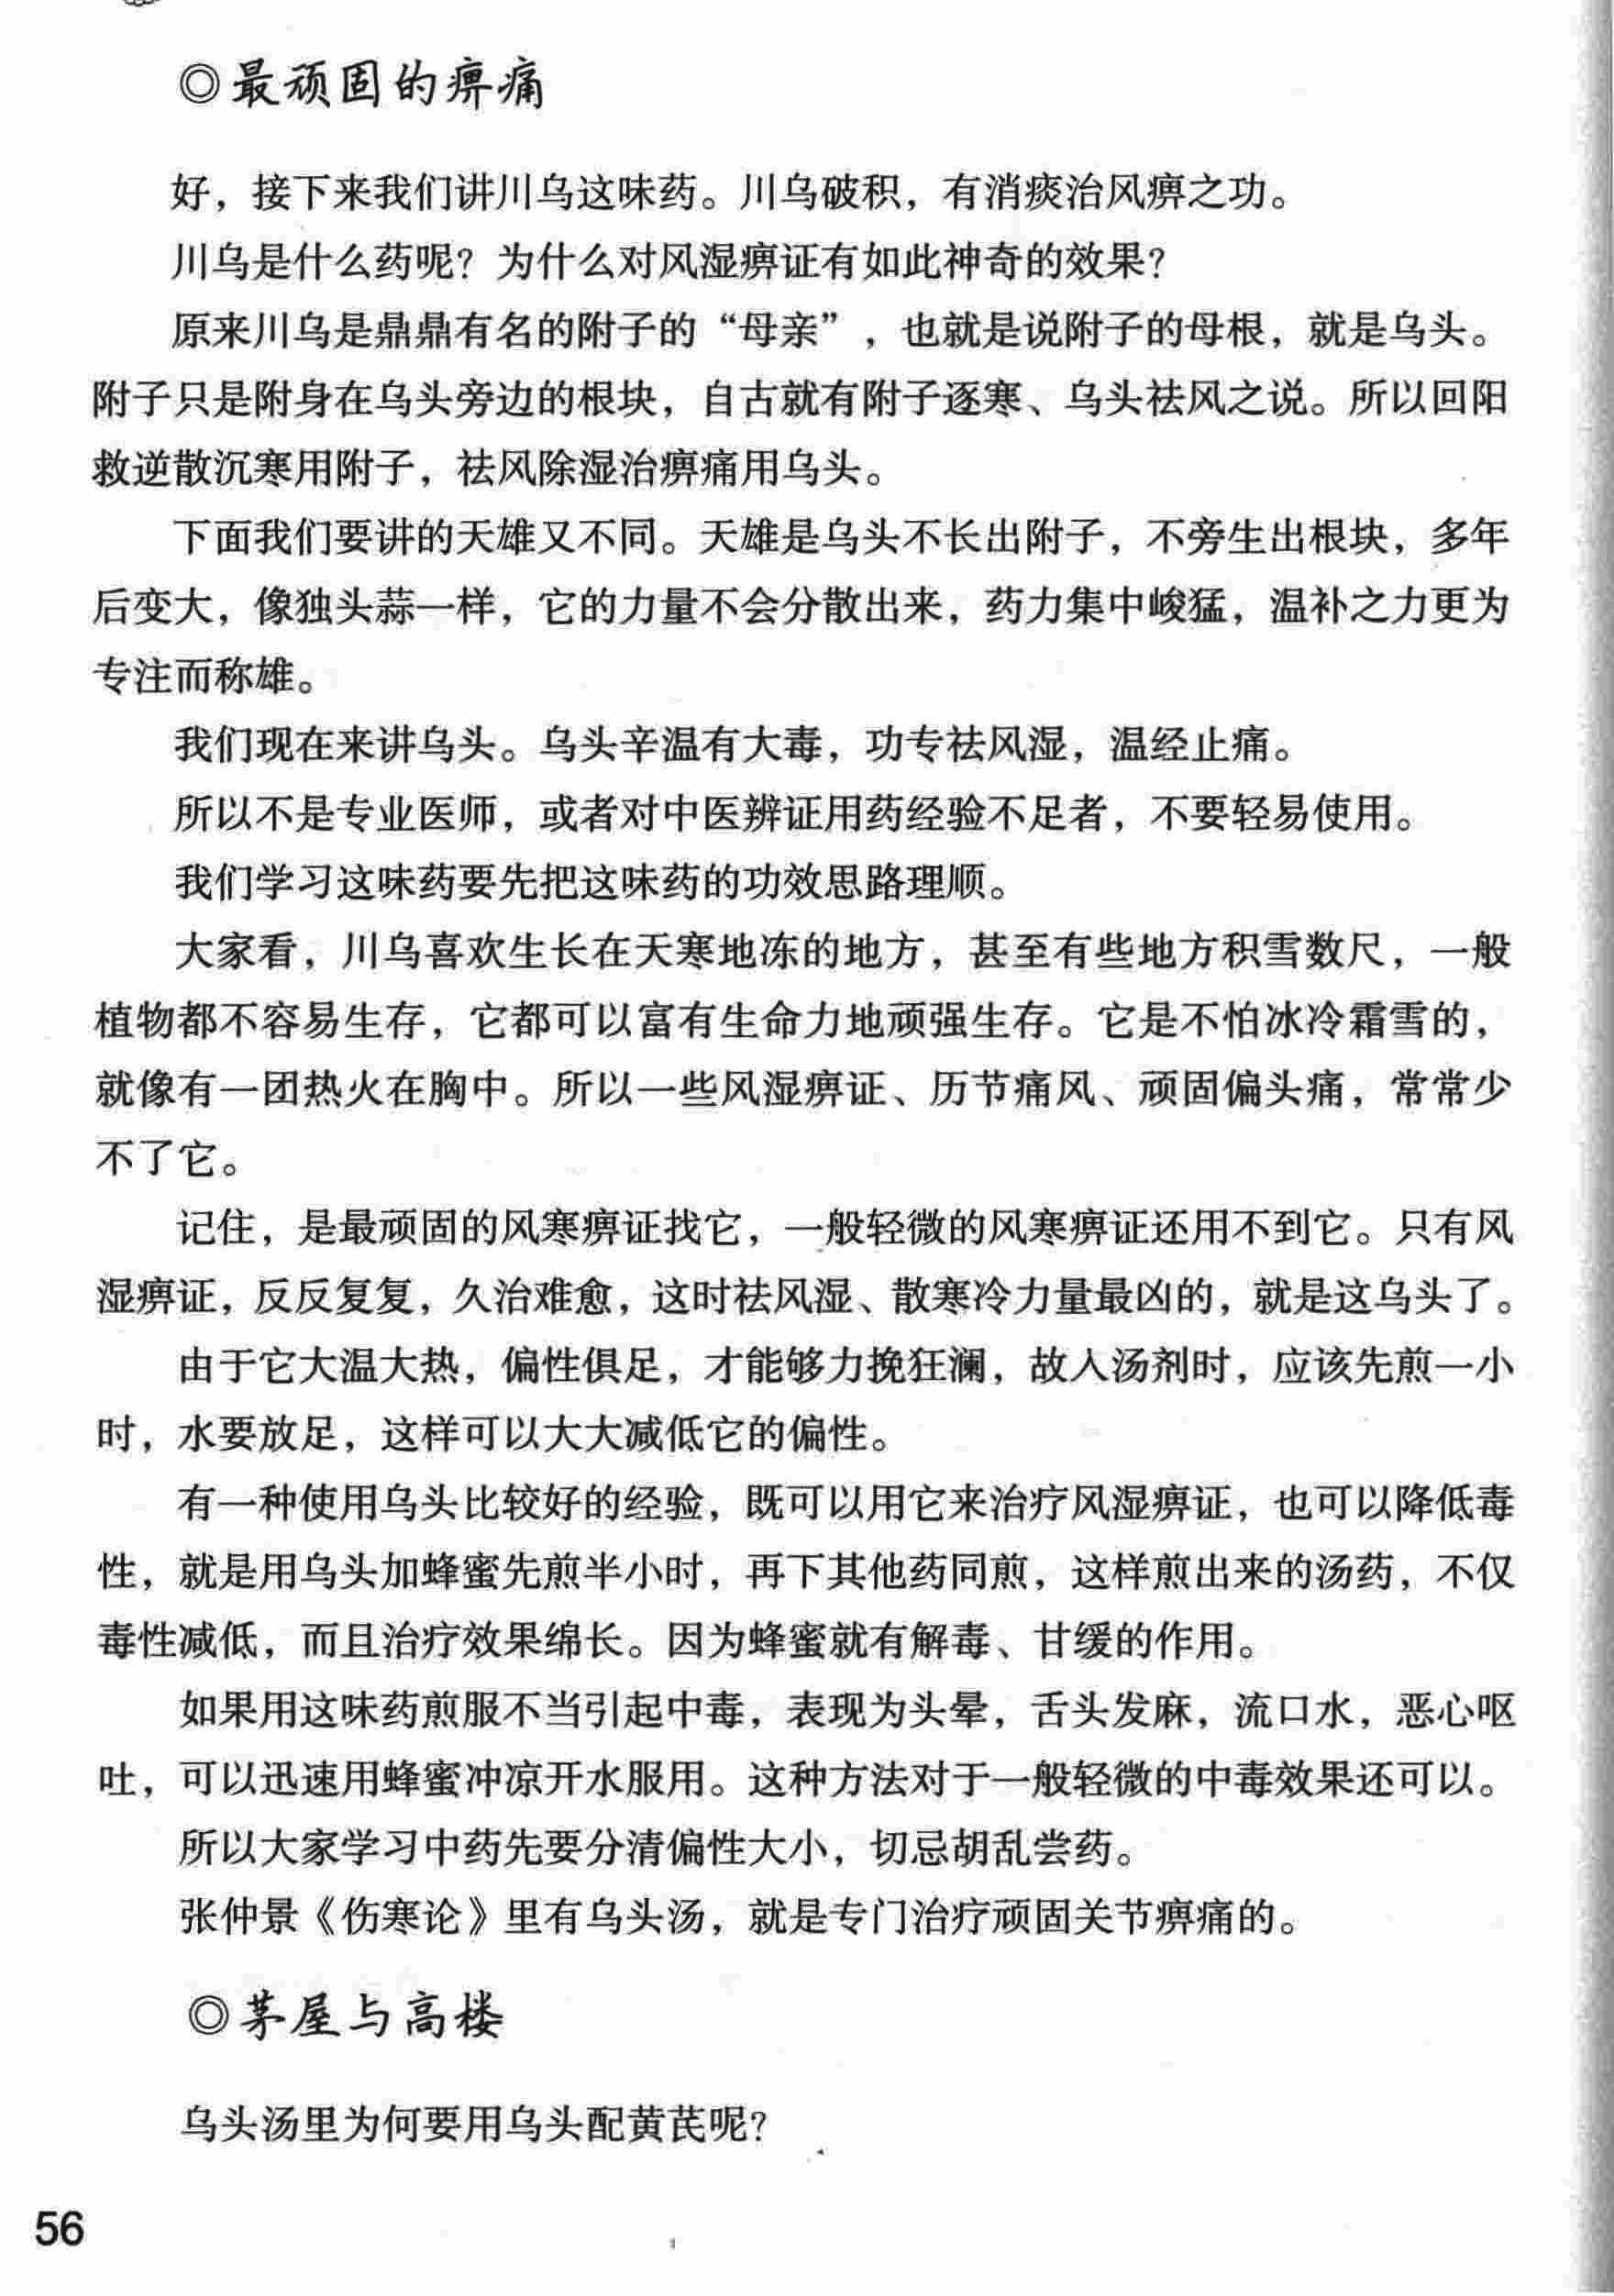 ◎最顽固的痹痛
好，接下来我们讲川乌这味药。川乌破积，有消痰治风痹之功。
川乌是什么药呢？为什么对风湿痹证有如此神奇的效果？
原来川乌是鼎鼎有名的附子的“母亲”，也就是说附子的母根，就是乌头。
附子只是附身在乌头旁边的根块，自古就有附子逐寒、乌头祛风之说。所以回阳
救逆散沉寒用附子，祛风除湿治痹痛用乌头。
下面我们要讲的天雄又不同。天雄是乌头不长出附子，不旁生出根块，多年
后变大，像独头蒜一样，它的力量不会分散出来，药力集中峻猛，温补之力更为
专注而称雄。
我们现在来讲乌头。乌头辛温有大毒，功专祛风湿，温经止痛。
所以不是专业医师，或者对中医辨证用药经验不足者，不要轻易使用。
我们学习这味药要先把这味药的功效思路理顺。
大家看，川乌喜欢生长在天寒地冻的地方，甚至有些地方积雪数尺，一般
植物都不容易生存，它都可以富有生命力地顽强生存。它是不怕冰冷霜雪的，
就像有一团热火在胸中。所以一些风湿痹证、历节痛风、顽固偏头痛，常常少
不了它。
记住，是最顽固的风寒痹证找它，一般轻微的风寒痹证还用不到它。只有风
湿痹证，反反复复，久治难愈，这时祛风湿、散寒冷力量最凶的，就是这乌头了。
由于它大温大热，偏性俱足，才能够力挽狂澜，故入汤剂时，应该先煎一小
时，水要放足，这样可以大大减低它的偏性。
有一种使用乌头比较好的经验，既可以用它来治疗风湿痹证，也可以降低毒
性，就是用乌头加蜂蜜先煎半小时，再下其他药同煎，这样煎出来的汤药，不仅
毒性减低，而且治疗效果绵长。因为蜂蜜就有解毒、甘缓的作用。
如果用这味药煎服不当引起中毒，表现为头晕，舌头发麻，流口水，恶心呕
吐，可以迅速用蜂蜜冲凉开水服用。这种方法对于一般轻微的中毒效果还可以。
所以大家学习中药先要分清偏性大小，切忌胡乱尝药。
张仲景《伤寒论》里有乌头汤，就是专门治疗顽固关节痹痛的。
◎茅屋与高楼
乌头汤里为何要用乌头配黄芪呢？
56